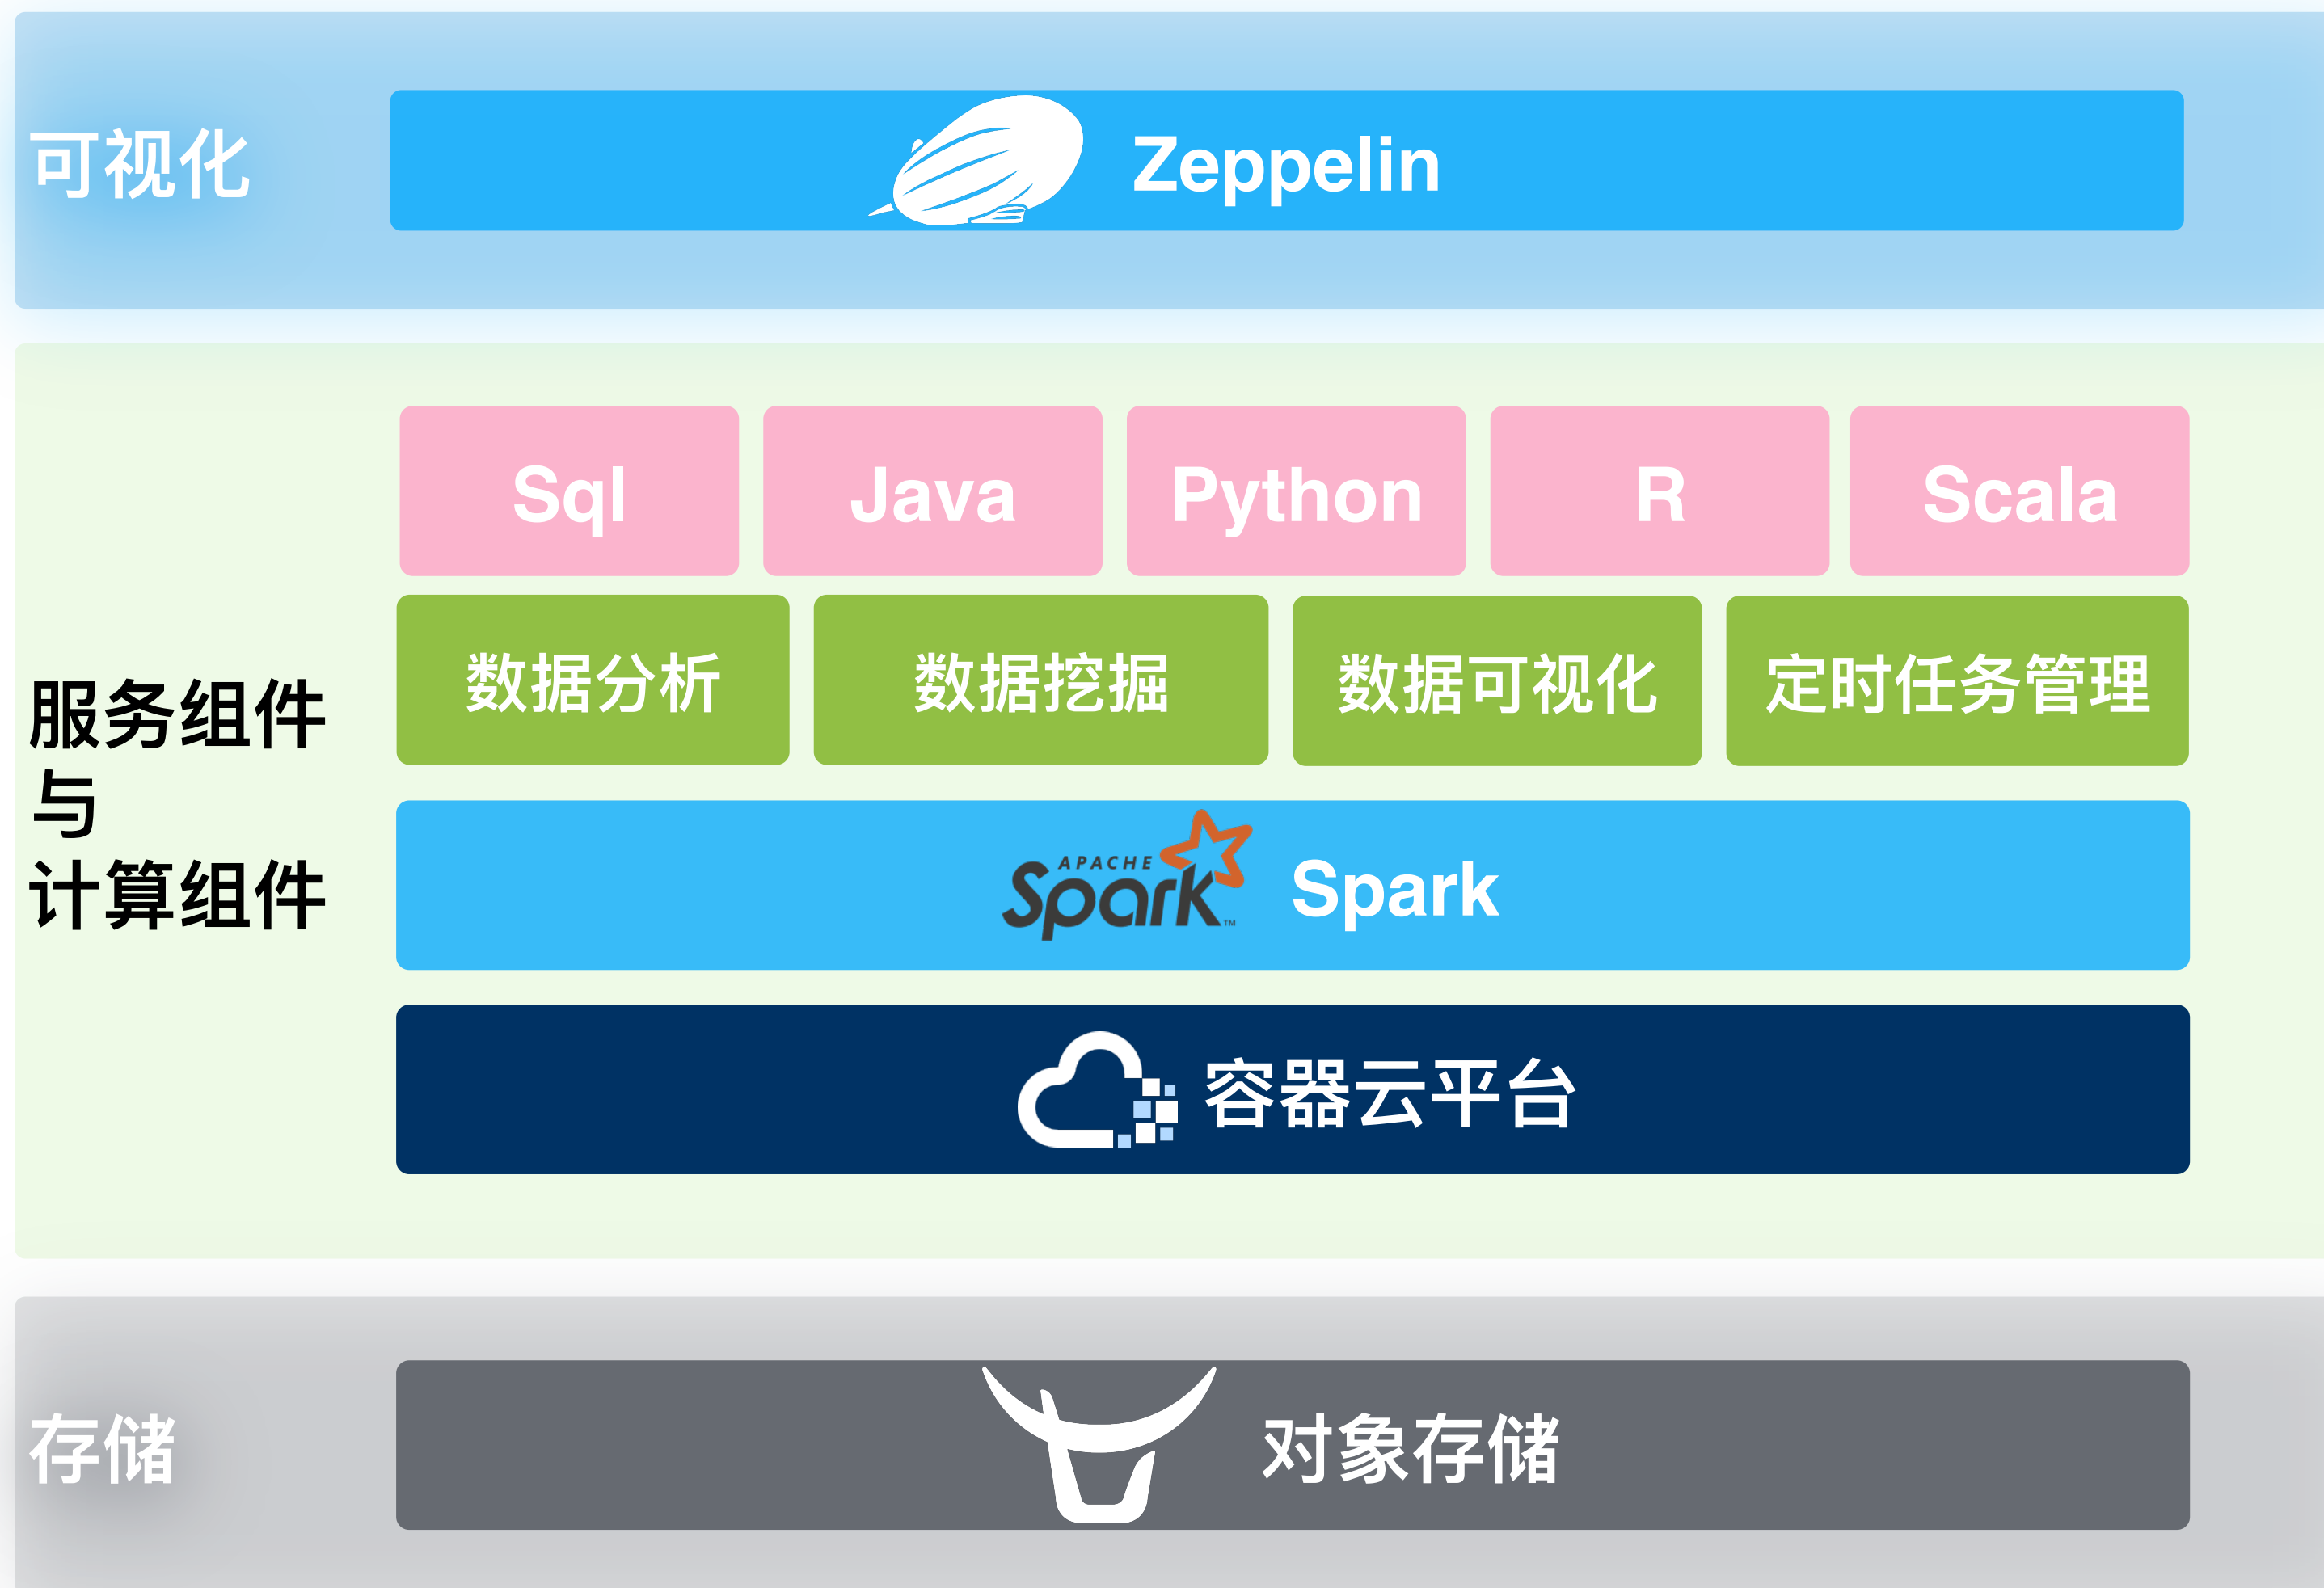 可视化
Zeppelin
Sql
Java
Python
R
Scala
数据分析
数据挖掘
数据可视化
定时任务管理
服务组件
与
计算组件
APACHE
Spark™
Spark
容器云平台
存储
对象存储